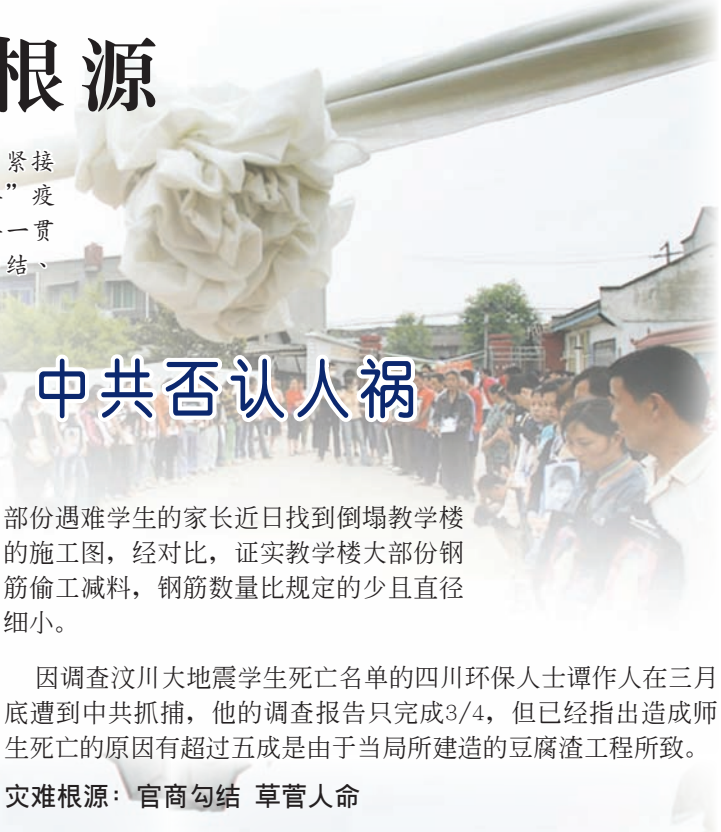 根源
紧接
”疫
一贯
结、
中共否认人祸
部份遇难学生的家长近日找到倒塌教学楼
的施工图，经对比，证实教学楼大部份钢
筋偷工减料，钢筋数量比规定的少且直径
细小。
因调查汶川大地震学生死亡名单的四川环保人士谭作人在三月
底遭到中共抓捕，他的调查报告只完成3/4，但已经指出造成师
生死亡的原因有超过五成是由于当局所建造的豆腐渣工程所致。
灾难根源：官商勾结 草菅人命